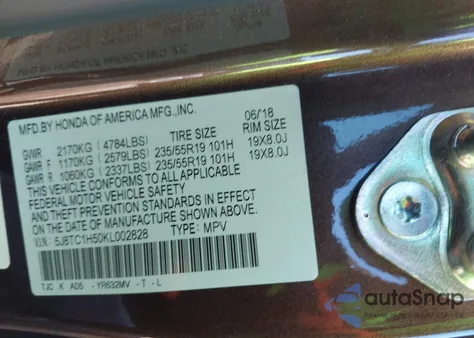 MFD.BY HONDA OF AMERICA MFG.,INC. 06/18
TIRE SIZE RIM SIZE
GVWR 2170KG ( 4784LBS)
GAWR F 1170KG ( 2579LBS) 235/55R19 101H 19X8.0J
GAWR R 1060KG ( 2337LBS) 235/55R19 101H 19X8.0J
THIS VEHICLE CONFORMS TO ALL APPLICABLE
FEDERAL MOTOR VEHICLE SAFETY
AND THEFT PREVENTION STANDARDS IN EFFECT
ON THE DATE OF MANUFACTURE SHOWN ABOVE.
V.I.N.: 5J8TC1H50KL002828 TYPE: MPV
TJC K AD5 -YR632MV -T -L
autoSnap